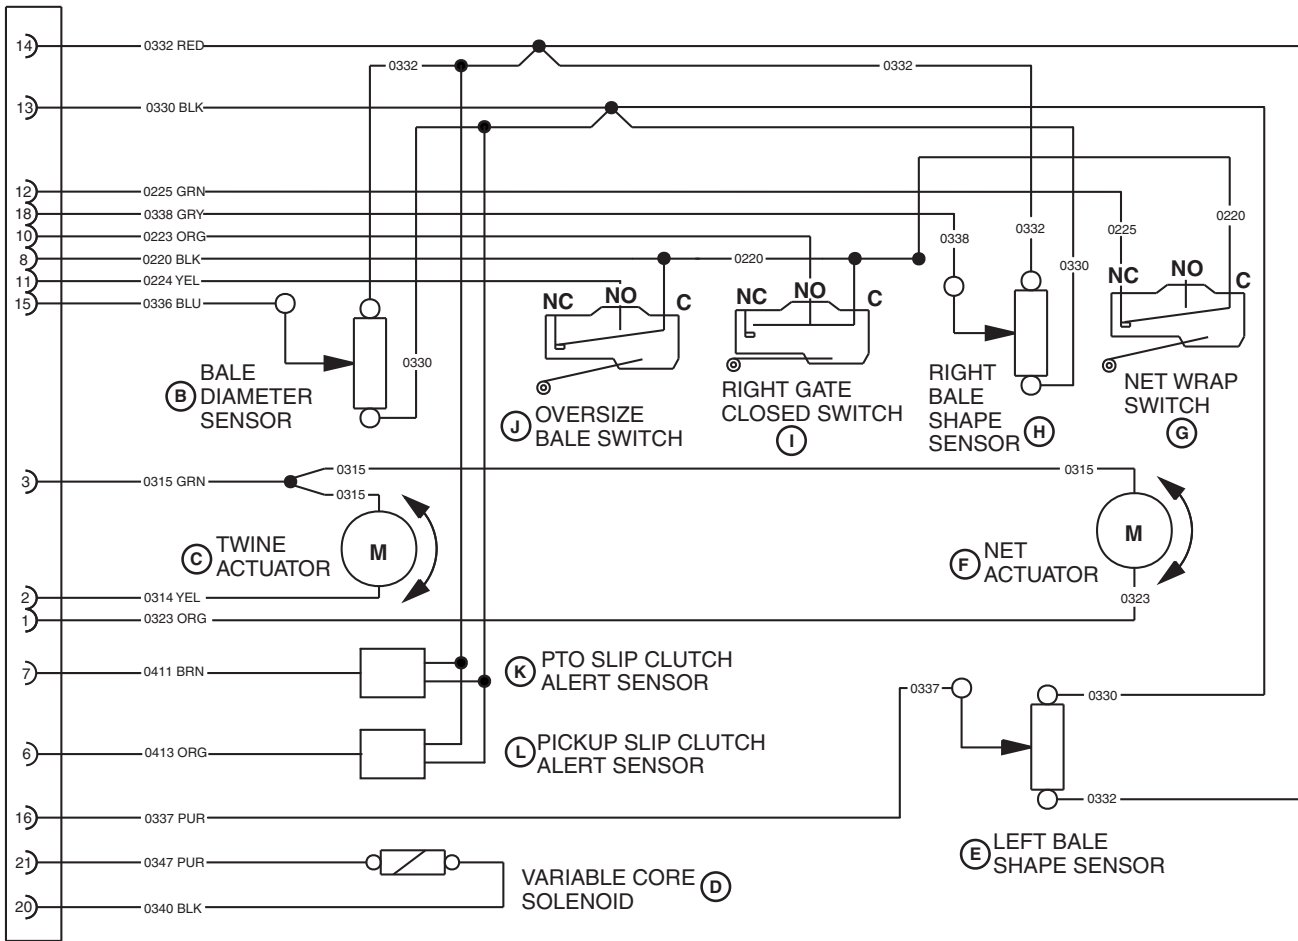 14 0332 RED
0332 0332
13 0330 BLK
12 0225 GRN
18 0338 GRY
0220
10 0223 ORG
0338 0332 0225
8 0220 BLK 0220
0330
11 0224 YEL
NC NO C
NC NO C
NC NO C
15 0336 BLU
0330
B BALE
DIAMETER
SENSOR
J OVERSIZE
BALE SWITCH
RIGHT GATE
CLOSED SWITCH
I
RIGHT
BALE
SHAPE
SENSOR H
NET WRAP
SWITCH
G
0315 0315
3 0315 GRN
0315
M
C TWINE
ACTUATOR
M
F NET
ACTUATOR
2 0314 YEL
0323
1 0323 ORG
7 0411 BRN
K PTO SLIP CLUTCH
ALERT SENSOR
0337 0330
6 0413 ORG
L PICKUP SLIP CLUTCH
ALERT SENSOR
0332
16 0337 PUR
E LEFT BALE
SHAPE SENSOR
21 0347 PUR
VARIABLE CORE D
SOLENOID
20 0340 BLK